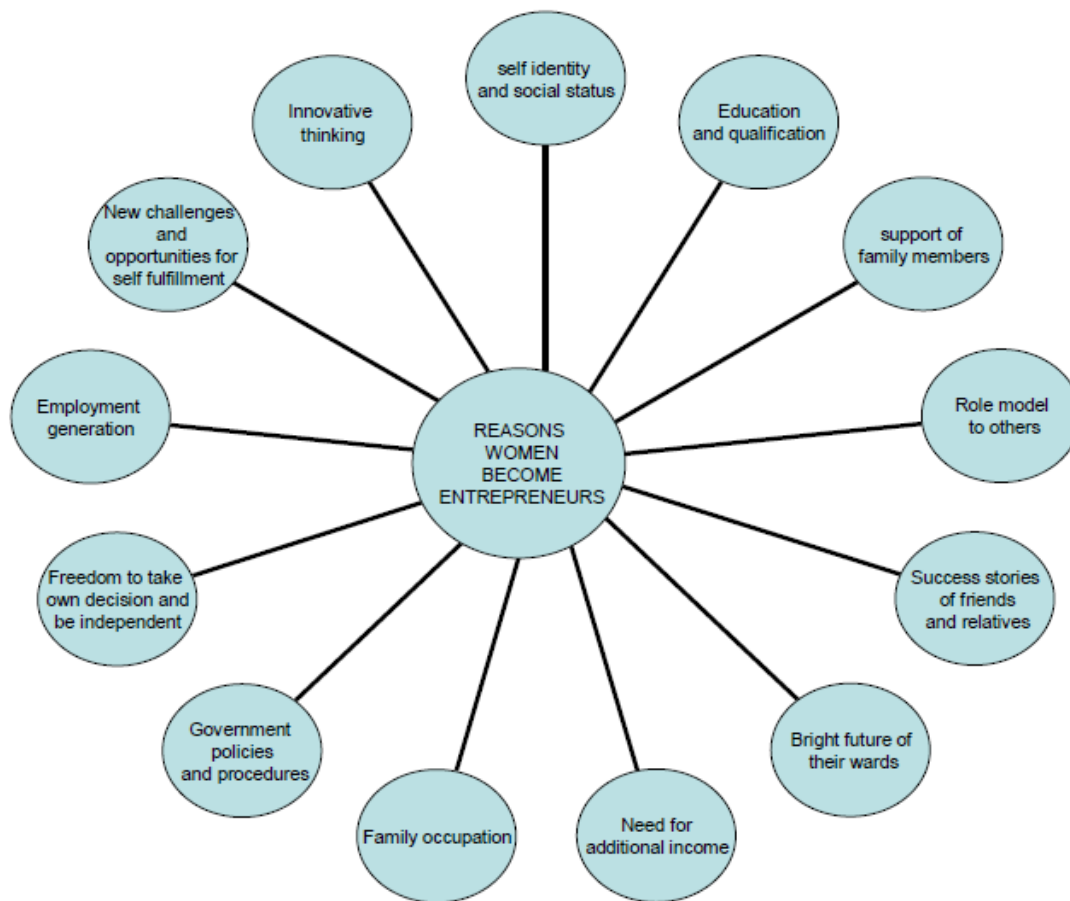 self identity
and social status
Education
and qualification
support of
family members
Role model
to others
Success stories
of friends
and relatives
Bright future of
their wards
Need for
additional income
Family occupation
Government
policies
and procedures
Freedom to take
own decision and
be independent
Employment
generation
New challenges
and
opportunities for
self fulfillment
Innovative
thinking
REASONS
WOMEN
BECOME
ENTREPRENEURS